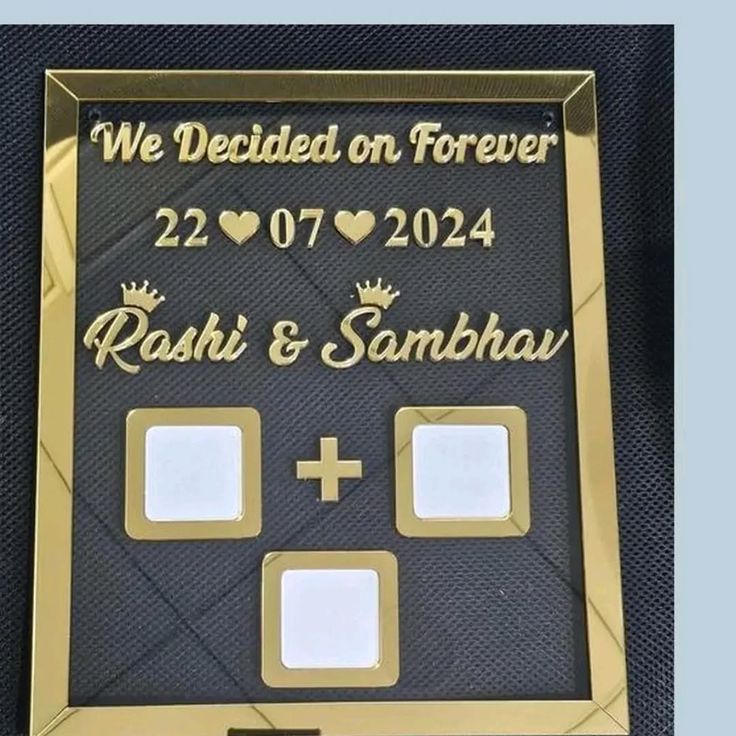 We Decided on Forever
22♥07♥2024
Rashi & Sambhav
+